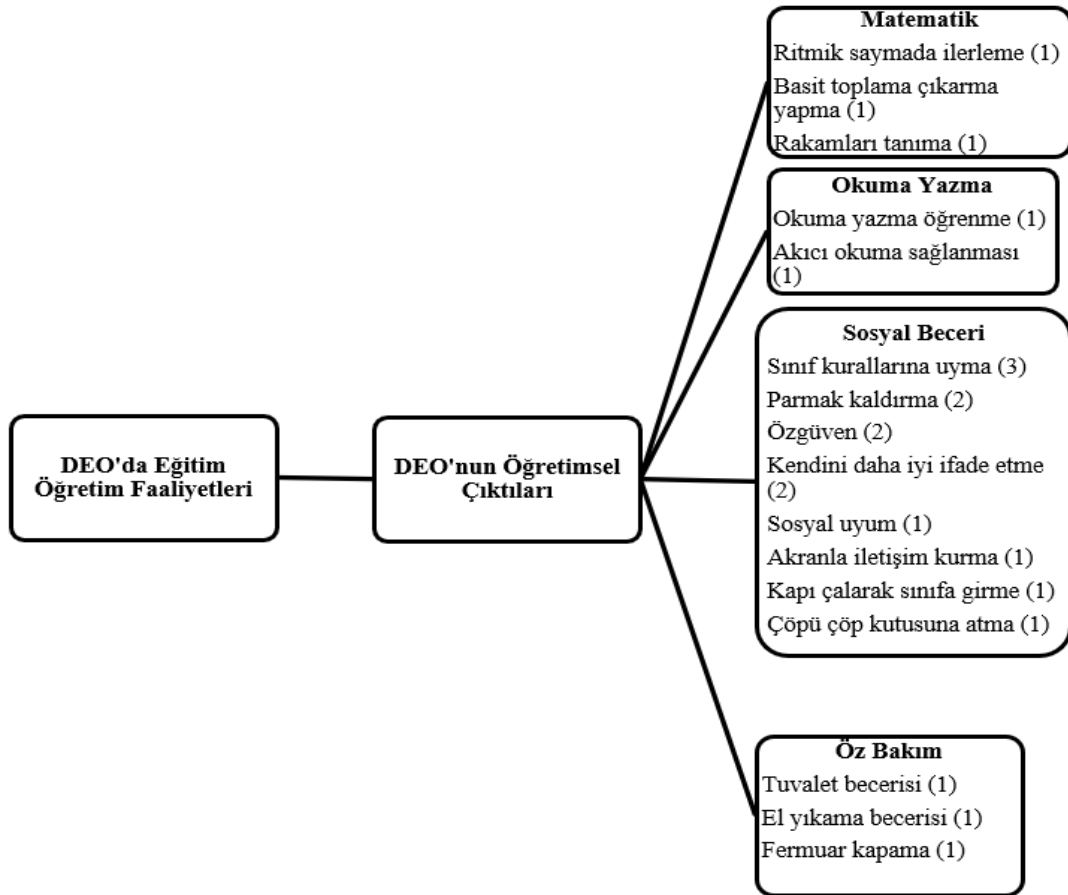 Matematik
Ritmik saymada ilerleme (1)
Basit toplama çıkarma
yapma (1)
Rakamları tanıma (1)
Okuma Yazma
Okuma yazma öğrenme (1)
Akıcı okuma sağlanması
(1)
Sosyal Beceri
Sınıf kurallarına uyma (3)
Parmak kaldırma (2)
Özgüven (2)
Kendini daha iyi ifade etme
(2)
Sosyal uyum (1)
Akranla iletişim kurma (1)
Kapı çalarak sınıfa girme (1)
Çöpü çöp kutusuna atma (1)
DEO'da Eğitim
Öğretim Faaliyetleri
DEO'nun Öğretimsel
Çıktıları
Öz Bakım
Tuvalet becerisi (1)
El yıkama becerisi (1)
Fermuar kapama (1)